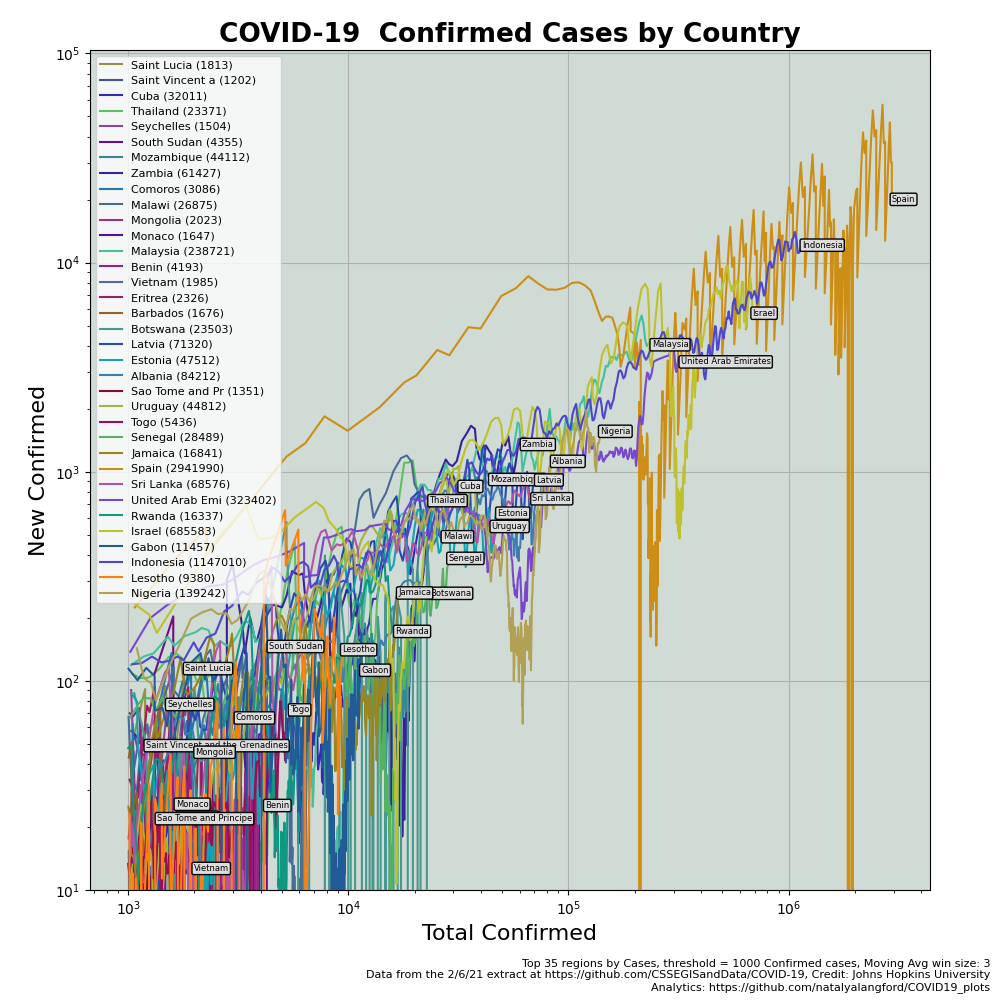 COVID-19  Confirmed Cases by Country
10^5
10^4
10^3
10^2
10^1
New Confirmed
Saint Lucia (1813)
Saint Vincent a (1202)
Cuba (32011)
Thailand (23371)
Seychelles (1504)
South Sudan (4355)
Mozambique (44112)
Zambia (61427)
Comoros (3086)
Malawi (26875)
Mongolia (2023)
Monaco (1647)
Malaysia (238721)
Benin (4193)
Vietnam (1985)
Eritrea (2326)
Barbados (1676)
Botswana (23503)
Latvia (71320)
Estonia (47512)
Albania (84212)
Sao Tome and Pr (1351)
Uruguay (44812)
Togo (5436)
Senegal (28489)
Jamaica (16841)
Spain (2941990)
Sri Lanka (68576)
United Arab Emi (323402)
Rwanda (16337)
Israel (685583)
Gabon (11457)
Indonesia (1147010)
Lesotho (9380)
Nigeria (139242)
Spain
Indonesia
Israel
Malaysia
United Arab Emirates
Nigeria
Zambia
Albania
Mozambiq
Latvia
Cuba
Sri Lanka
Thailand
Estonia
Uruguay
Malawi
Senegal
Jamaica
Botswana
Rwanda
South Sudan
Lesotho
Saint Lucia
Gabon
Seychelles
Togo
Comoros
Saint Vincent and the Grenadines
Mongolia
Monaco
Benin
Sao Tome and Principe
Vietnam
10^3
10^4
10^5
10^6
Total Confirmed
Top 35 regions by Cases, threshold = 1000 Confirmed cases, Moving Avg win size: 3
Data from the 2/6/21 extract at https://github.com/CSSEGISandData/COVID-19, Credit: Johns Hopkins University
Analytics: https://github.com/natalyalangford/COVID19_plots